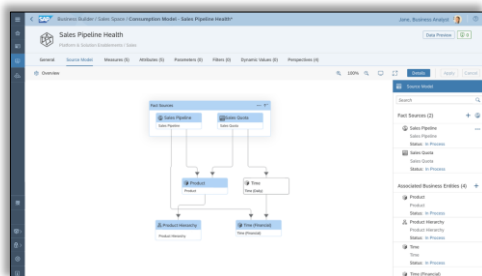 SAP Business Builder / Sales Space / Consumption Model - Sales Pipeline Health*
Jane, Business Analyst
Sales Pipeline Health
Platform & Solution Enablements / Sales
Data Preview
General Source Model Measures (0) Attributes (0) Parameters (0) Filters (0) Dynamic Values (0) Perspectives (4)
Overview
100%
Details Apply Cancel
Fact Sources
Sales Pipeline
Sales Pipeline
Sales Quota
Sales Quota
Product
Product
Time
Time (Daily)
Product Hierarchy
Product Hierarchy
Time (Financial)
Time (Financial)
Source Model
Search
Fact Sources (2)
Sales Pipeline
Sales Pipeline
Status: In Process
Sales Quota
Sales Quota
Status: In Process
Associated Business Entities (4)
Product
Product
Status: In Process
Product Hierarchy
Product Hierarchy
Status: In Process
Time
Time
Status: In Process
Time (Financial)